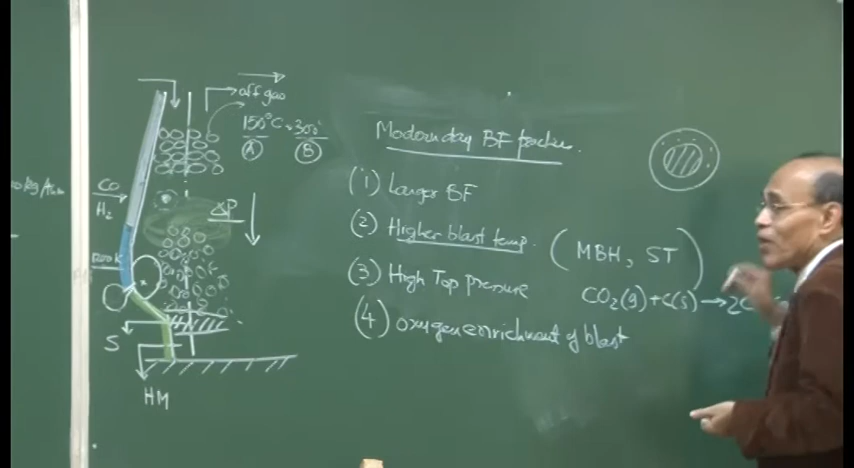 off gas
150°C ~ 300°
A B
CO
H2
ΔP
S
HM
Modern day BF practice.
(1) Larger BF
(2) Higher blast temp. (MBH, ST)
(3) High Top pressure
CO2(g) + C(s) → 2C
(4) oxygen enrichment of blast